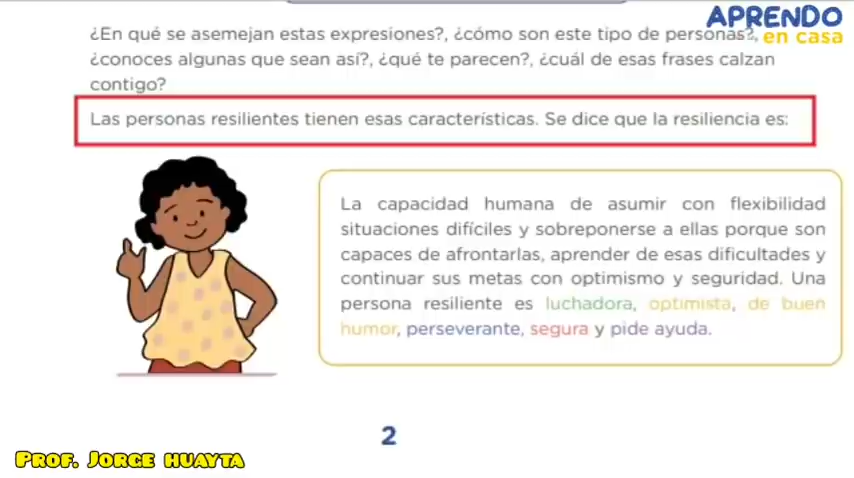 APRENDO
en casa
¿En qué se asemejan estas expresiones?, ¿cómo son este tipo de personas?,
¿conoces algunas que sean así?, ¿qué te parecen?, ¿cuál de esas frases calzan
contigo?
Las personas resilientes tienen esas características. Se dice que la resiliencia es:
La capacidad humana de asumir con flexibilidad
situaciones difíciles y sobreponerse a ellas porque son
capaces de afrontarlas, aprender de esas dificultades y
continuar sus metas con optimismo y seguridad. Una
persona resiliente es luchadora, optimista, de buen
humor, perseverante, segura y pide ayuda.
2
PROF. JORGE HUAYTA